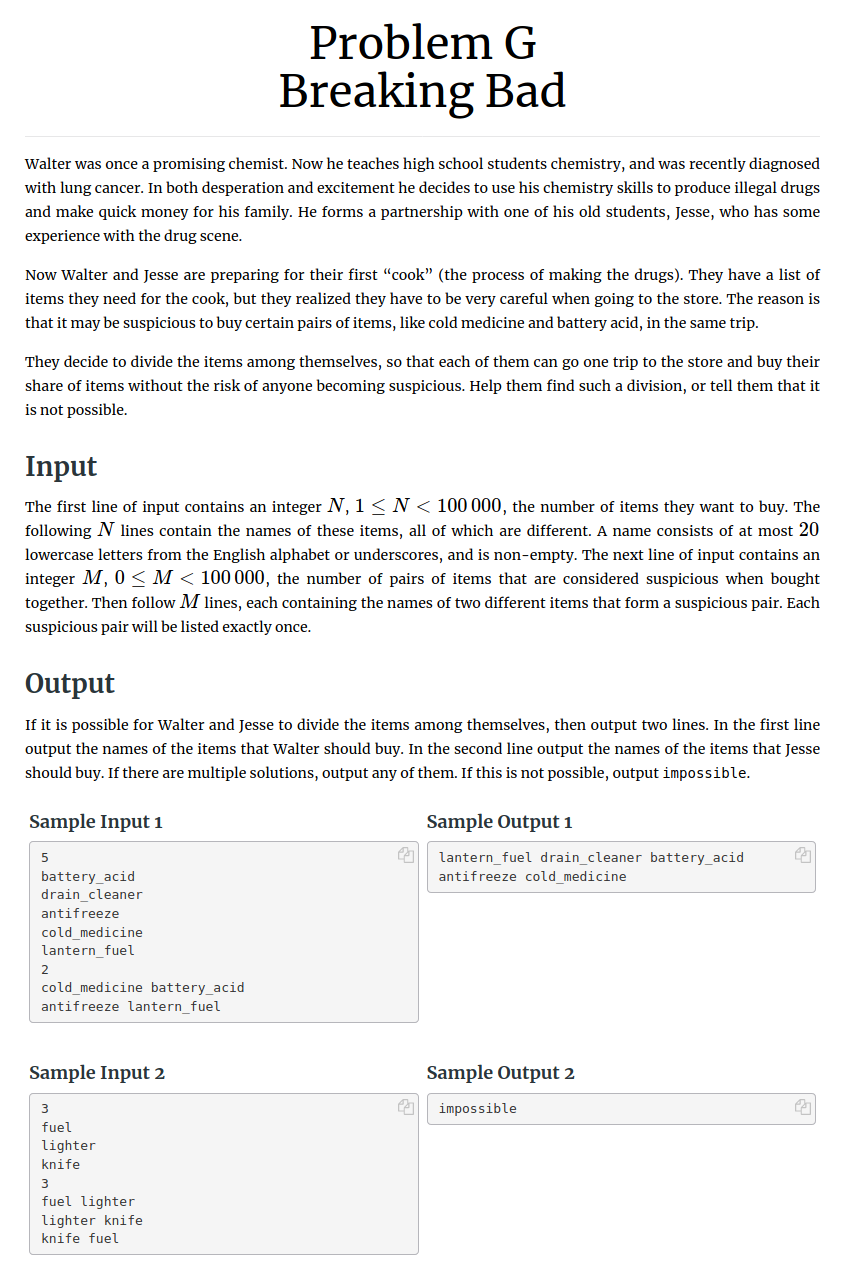 Problem G
Breaking Bad
Walter was once a promising chemist. Now he teaches high school students chemistry, and was recently diagnosed
with lung cancer. In both desperation and excitement he decides to use his chemistry skills to produce illegal drugs
and make quick money for his family. He forms a partnership with one of his old students, Jesse, who has some
experience with the drug scene.
Now Walter and Jesse are preparing for their first “cook” (the process of making the drugs). They have a list of
items they need for the cook, but they realized they have to be very careful when going to the store. The reason is
that it may be suspicious to buy certain pairs of items, like cold medicine and battery acid, in the same trip.
They decide to divide the items among themselves, so that each of them can go one trip to the store and buy their
share of items without the risk of anyone becoming suspicious. Help them find such a division, or tell them that it
is not possible.
Input
The first line of input contains an integer N, 1 ≤ N < 100 000, the number of items they want to buy. The
following N lines contain the names of these items, all of which are different. A name consists of at most 20
lowercase letters from the English alphabet or underscores, and is non-empty. The next line of input contains an
integer M, 0 ≤ M < 100 000, the number of pairs of items that are considered suspicious when bought
together. Then follow M lines, each containing the names of two different items that form a suspicious pair. Each
suspicious pair will be listed exactly once.
Output
If it is possible for Walter and Jesse to divide the items among themselves, then output two lines. In the first line
output the names of the items that Walter should buy. In the second line output the names of the items that Jesse
should buy. If there are multiple solutions, output any of them. If this is not possible, output impossible.
Sample Input 1
5
battery_acid
drain_cleaner
antifreeze
cold_medicine
lantern_fuel
2
cold_medicine battery_acid
antifreeze lantern_fuel
Sample Output 1
lantern_fuel drain_cleaner battery_acid
antifreeze cold_medicine
Sample Input 2
3
fuel
lighter
knife
3
fuel lighter
lighter knife
knife fuel
Sample Output 2
impossible